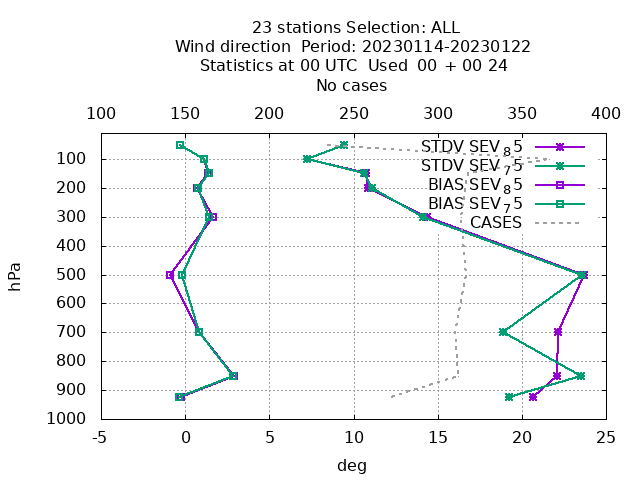 23 stations Selection: ALL
Wind direction  Period: 20230114-20230122
Statistics at 00 UTC  Used  00 + 00 24
No cases
100 150 200 250 300 350 400
STDV SEV₈5
STDV SEV₇5
BIAS SEV₈5
BIAS SEV₇5
CASES
100
200
300
400
500
600
700
800
900
1000
hPa
-5 0 5 10 15 20 25
deg